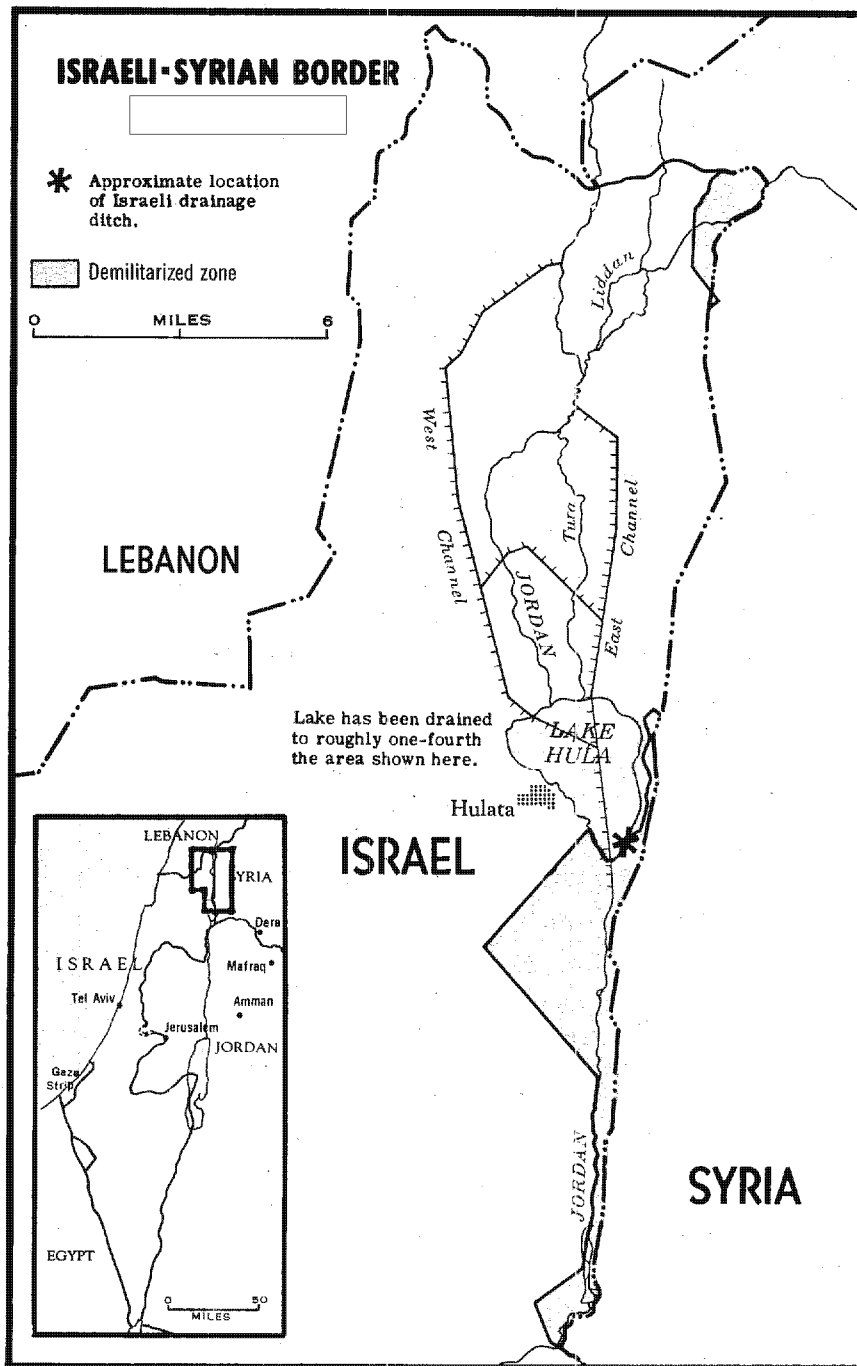 ISRAELI-SYRIAN BORDER
Approximate location
of Israeli drainage
ditch.
Demilitarized zone
0 MILES 6
Liddan
West
Channel
Tura
Channel
JORDAN
East
LEBANON
Lake has been drained
to roughly one-fourth
the area shown here.
LAKE
HULA
Hulata
ISRAEL
JORDAN
SYRIA
LEBANON
YRIA
Dera
ISRAEL
Mafraq
Tel Aviv
Amman
Jerusalem
JORDAN
Gaza
Strip
EGYPT
0 50
MILES